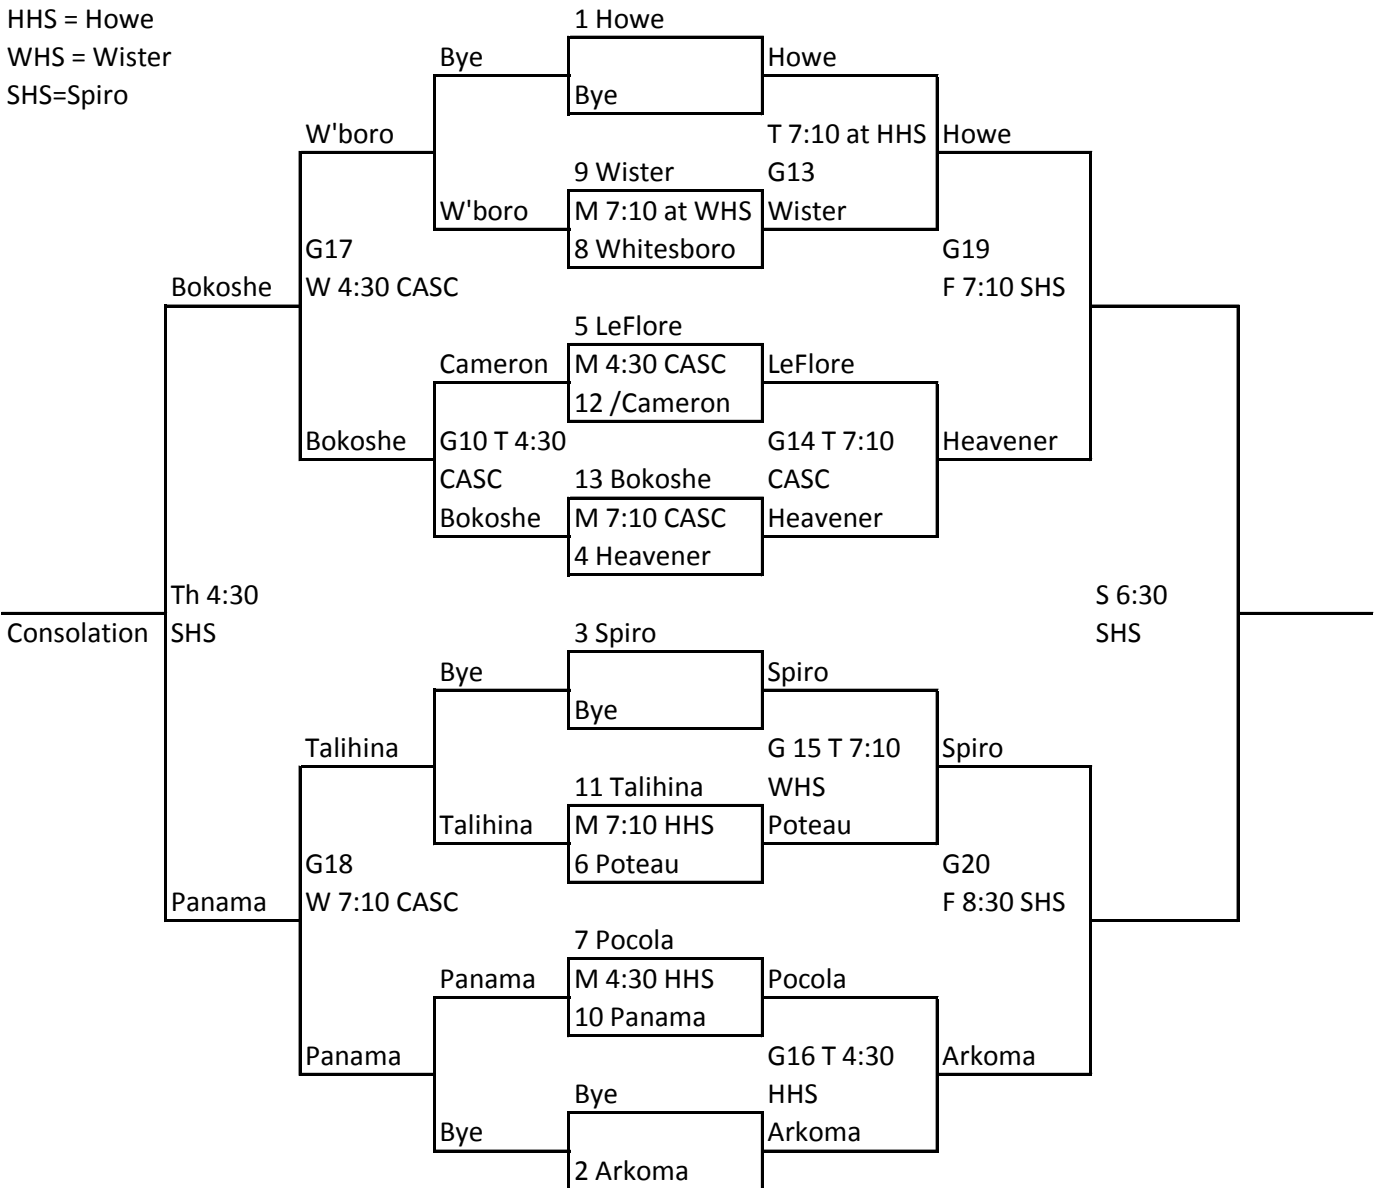 HHS = Howe
WHS = Wister
SHS=Spiro
1 Howe
Bye
Howe
Bye
W'boro
T 7:10 at HHS
Howe
9 Wister
G13
W'boro
M 7:10 at WHS
Wister
G17
8 Whitesboro
G19
Bokoshe
W 4:30 CASC
F 7:10 SHS
5 LeFlore
Cameron
M 4:30 CASC
LeFlore
12 /Cameron
Bokoshe
G10 T 4:30
G14 T 7:10
Heavener
CASC
13 Bokoshe
CASC
Bokoshe
M 7:10 CASC
Heavener
4 Heavener
Th 4:30
S 6:30
Consolation
SHS
3 Spiro
SHS
Bye
Spiro
Bye
Talihina
G 15 T 7:10
Spiro
11 Talihina
WHS
Talihina
M 7:10 HHS
Poteau
G18
6 Poteau
G20
Panama
W 7:10 CASC
F 8:30 SHS
7 Pocola
Panama
M 4:30 HHS
Pocola
10 Panama
Panama
G16 T 4:30
Arkoma
Bye
HHS
Bye
Arkoma
2 Arkoma